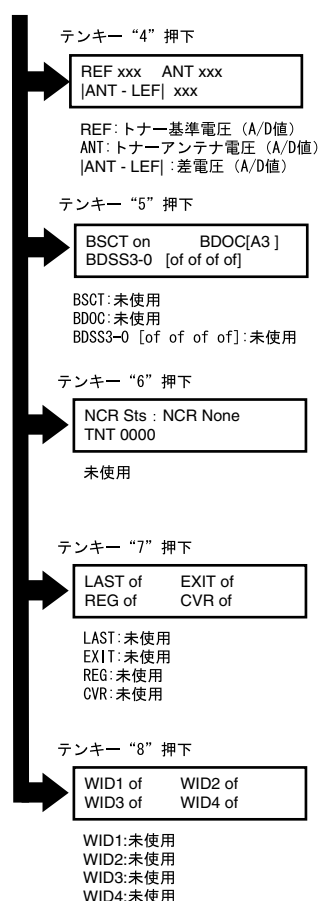 テンキー“4”押下
REF xxx ANT xxx
|ANT - LEF| xxx
REF:トナー基準電圧 (A/D値)
ANT:トナーアンテナ電圧 (A/D値)
|ANT - LEF|:差電圧 (A/D値)
テンキー“5”押下
BSCT on BDOC[A3 ]
BDSS3-0 [of of of of]
BSCT:未使用
BDOC:未使用
BDSS3-0 [of of of of]:未使用
テンキー“6”押下
NCR Sts : NCR None
TNT 0000
未使用
テンキー“7”押下
LAST of EXIT of
REG of CVR of
LAST:未使用
EXIT:未使用
REG:未使用
CVR:未使用
テンキー“8”押下
WID1 of WID2 of
WID3 of WID4 of
WID1:未使用
WID2:未使用
WID3:未使用
WID4:未使用